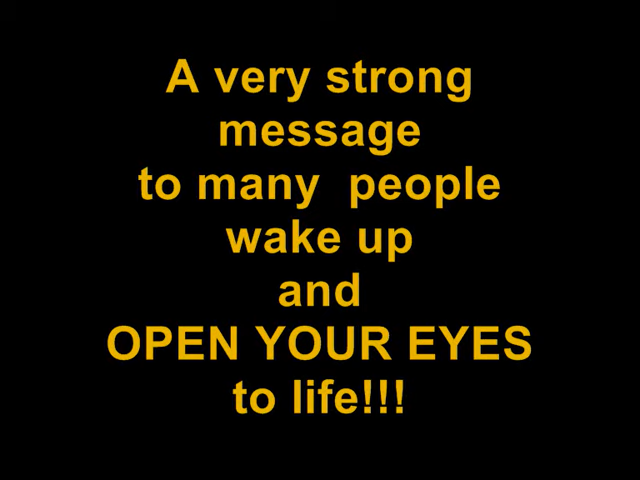 A very strong
message
to many  people
wake up
and
OPEN YOUR EYES
to life!!!